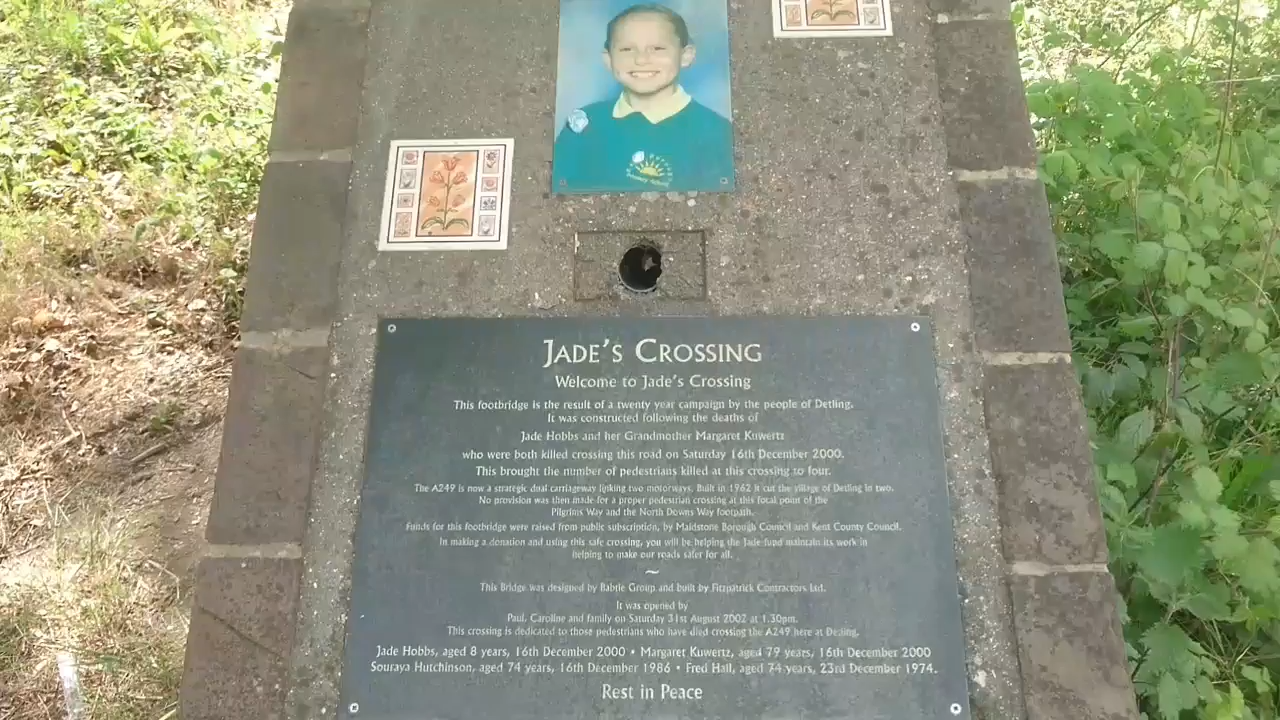 JADE'S CROSSING
Welcome to Jade's Crossing
This footbridge is the result of a twenty year campaign by the people of Detling.
It was constructed following the deaths of
Jade Hobbs and her Grandmother Margaret Kuwertz
who were both killed crossing this road on Saturday 16th December 2000.
This brought the number of pedestrians killed at this crossing to four.
The A249 is now a strategic dual carriageway linking two motorways. Built in 1962 it cut the village of Detling in two.
No provision was then made for a proper pedestrian crossing at this focal point of the
Pilgrims Way and the North Downs Way footpath.
Funds for this footbridge were raised from public subscription, by Maidstone Borough Council and Kent County Council.
In making a donation and using this safe crossing, you will be helping the Jade fund maintain its work in
helping to make our roads safer for all.
~
This Bridge was designed by Babtie Group and built by Fitzpatrick Contractors Ltd.
It was opened by
Paul, Caroline and family on Saturday 31st August 2002 at 1.30pm.
This crossing is dedicated to those pedestrians who have died crossing the A249 here at Detling.
Jade Hobbs, aged 8 years, 16th December 2000 • Margaret Kuwertz, aged 79 years, 16th December 2000
Souraya Hutchinson, aged 74 years, 16th December 1986 • Fred Hall, aged 74 years, 23rd December 1974.
Rest in Peace